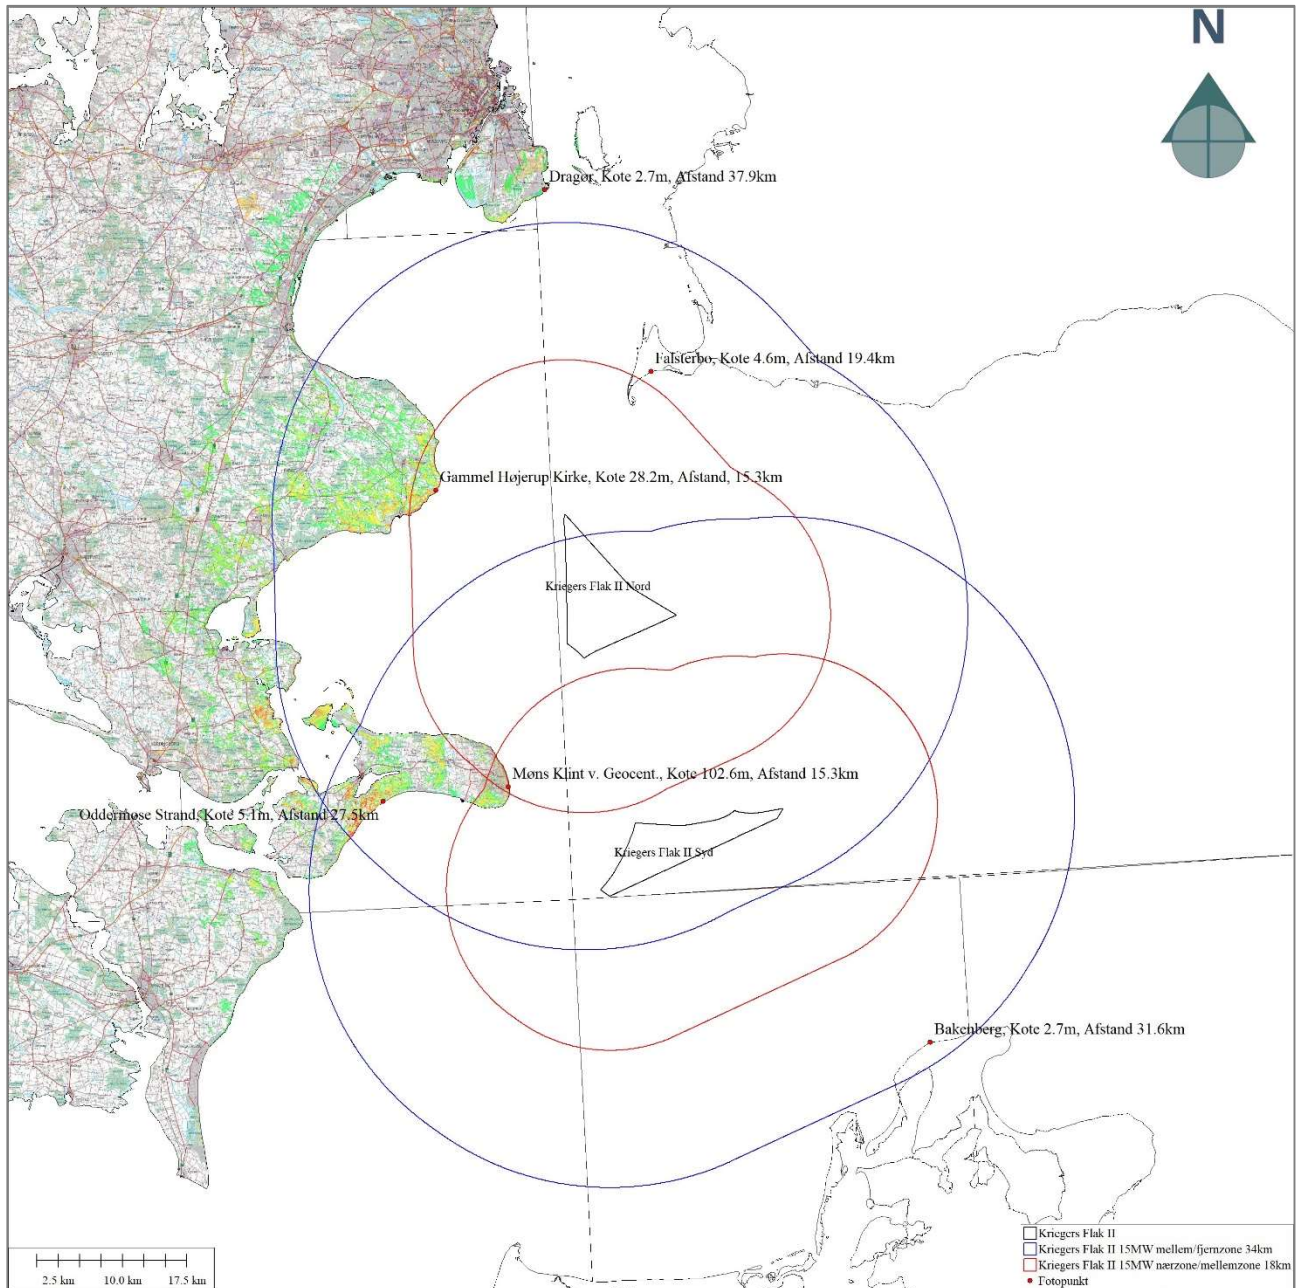 N
Dragør, Kote 2.7m, Afstand 37.9km
Falsterbo, Kote 4.6m, Afstand 19.4km
Gammel Højerup Kirke, Kote 28.2m, Afstand, 15.3km
Kriegers Flak II Nord
Møns Klint v. Geocent., Kote 102.6m, Afstand 15.3km
Oddermose Strand, Kote 5.1m, Afstand 27.5km
Kriegers Flak II Syd
Bakenberg, Kote 2.7m, Afstand 31.6km
Kriegers Flak II
Kriegers Flak II 15MW mellem/fjernzone 34km
Kriegers Flak II 15MW nærzone/mellemzone 18km
Fotopunkt
2.5 km 10.0 km 17.5 km